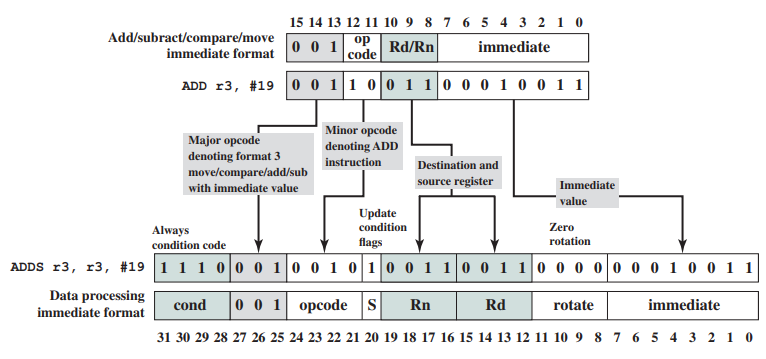 15 14 13 12 11 10 9 8 7 6 5 4 3 2 1 0
Add/subract/compare/move
immediate format
0 0 1
op
code
Rd/Rn
immediate
ADD r3, #19
0 0 1 1 0 0 1 1 0 0 0 1 0 0 1 1
Major opcode
denoting format 3
move/compare/add/sub
with immediate value
Minor opcode
denoting ADD
instruction
Destination and
source register
Immediate
value
Always
condition code
Update
condition
flags
Zero
rotation
ADDS r3, r3, #19
1 1 1 0 0 0 1 0 0 1 0 1 0 0 1 1 0 0 1 1 0 0 0 0 0 0 0 1 0 0 1 1
Data processing
immediate format
cond 0 0 1 opcode S Rn Rd rotate immediate
31 30 29 28 27 26 25 24 23 22 21 20 19 18 17 16 15 14 13 12 11 10 9 8 7 6 5 4 3 2 1 0